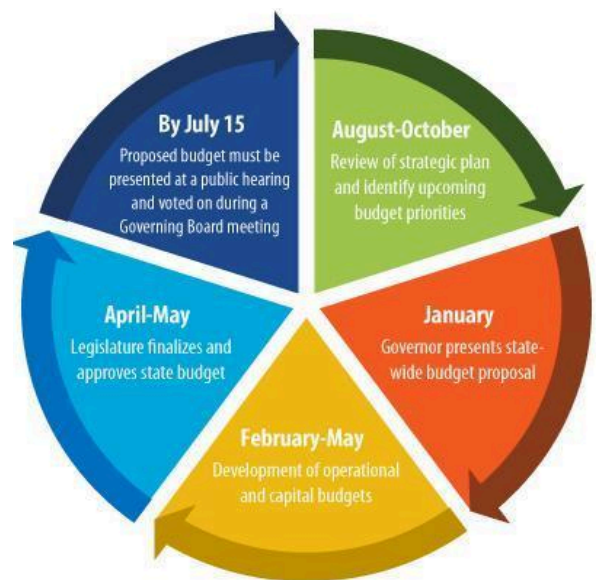 By July 15
Proposed budget must be
presented at a public hearing
and voted on during a
Governing Board meeting
August-October
Review of strategic plan
and identify upcoming
budget priorities
January
Governor presents state-
wide budget proposal
February-May
Development of operational
and capital budgets
April-May
Legislature finalizes and
approves state budget